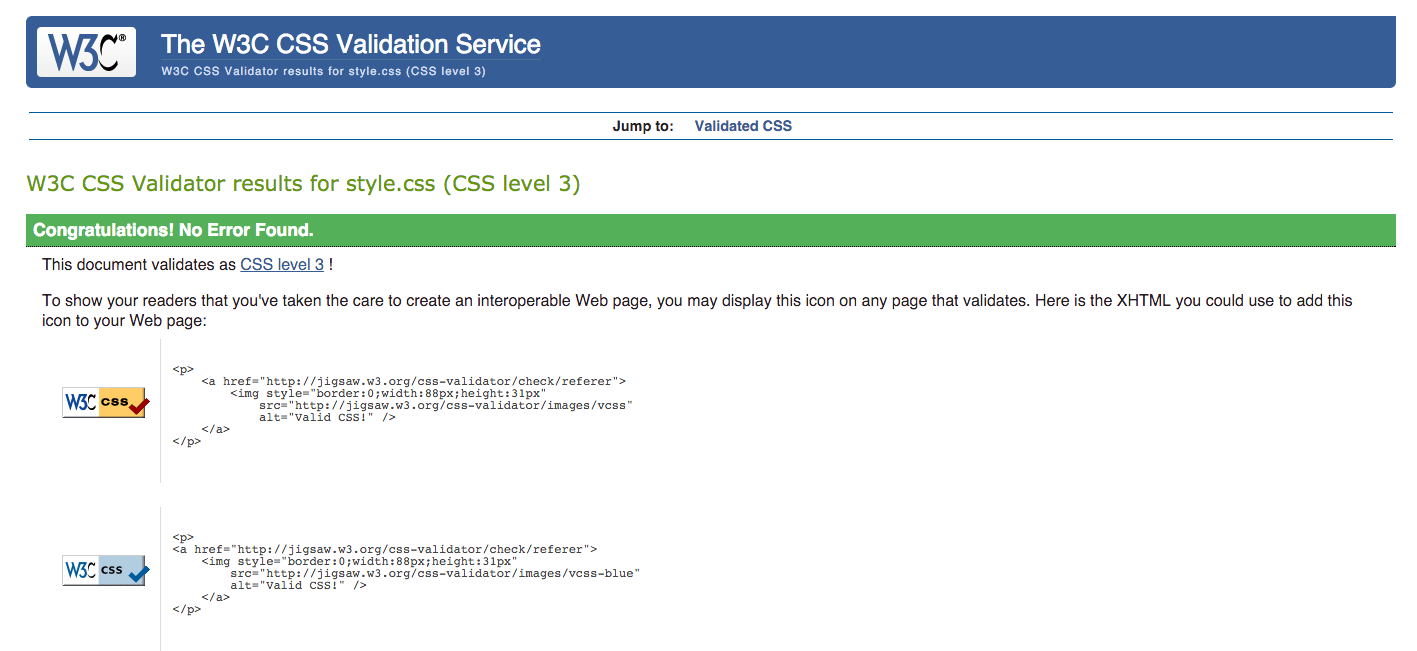 W3C®
The W3C CSS Validation Service
W3C CSS Validator results for style.css (CSS level 3)
Jump to: Validated CSS
W3C CSS Validator results for style.css (CSS level 3)
Congratulations! No Error Found.
This document validates as CSS level 3 !
To show your readers that you've taken the care to create an interoperable Web page, you may display this icon on any page that validates. Here is the XHTML you could use to add this
icon to your Web page:
W3C css
<p>
    <a href="http://jigsaw.w3.org/css-validator/check/referer">
        <img style="border:0;width:88px;height:31px"
            src="http://jigsaw.w3.org/css-validator/images/vcss"
            alt="Valid CSS!" />
    </a>
</p>
W3C css
<p>
<a href="http://jigsaw.w3.org/css-validator/check/referer">
    <img style="border:0;width:88px;height:31px"
        src="http://jigsaw.w3.org/css-validator/images/vcss-blue"
        alt="Valid CSS!" />
    </a>
</p>